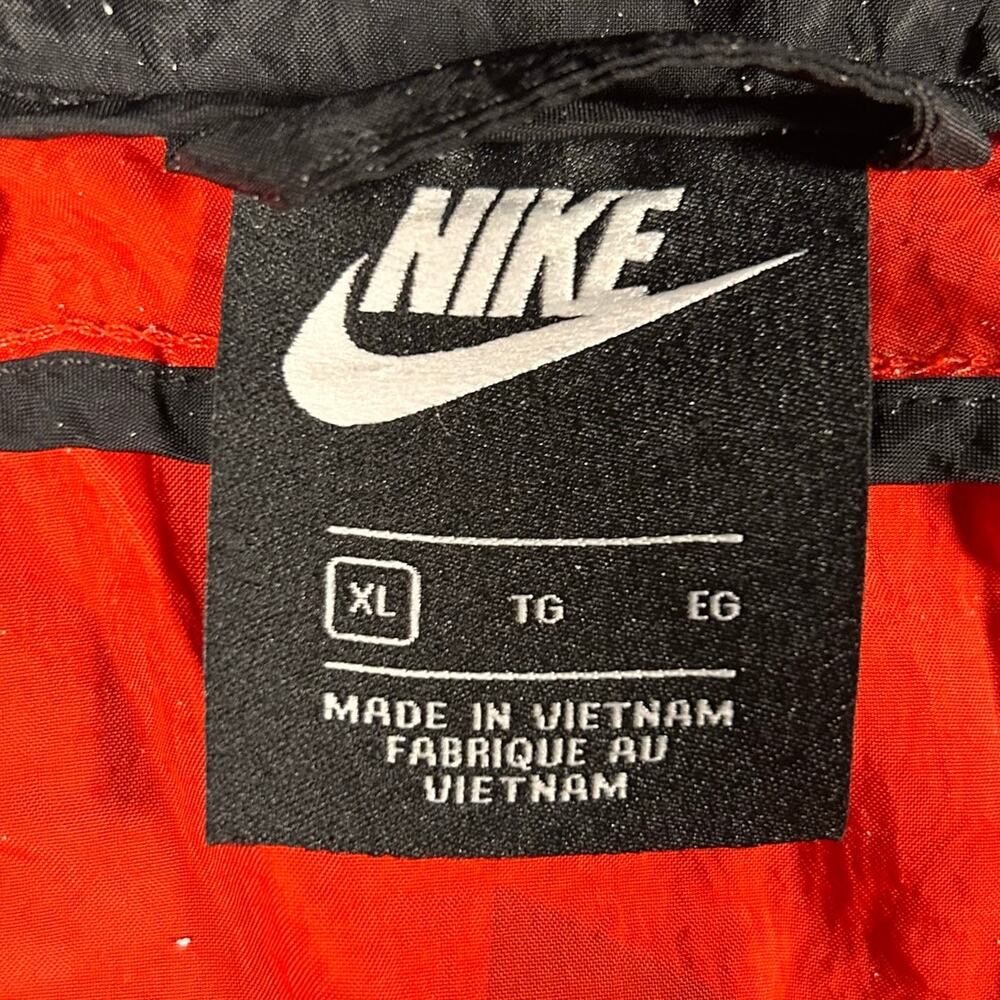 NIKE
XL TG EG
MADE IN VIETNAM
FABRIQUE AU
VIETNAM